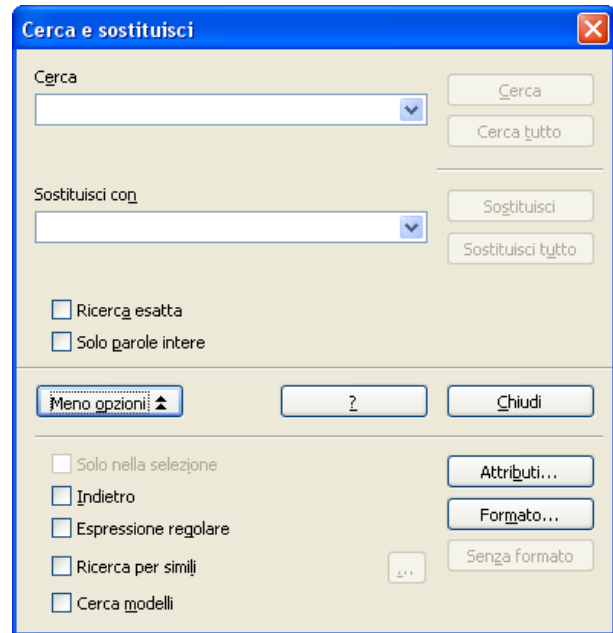 Cerca e sostituisci
Cerca
Cerca
Cerca tutto
Sostituisci con
Sostituisci
Sostituisci tutto
Ricerca esatta
Solo parole intere
Meno opzioni
?
Chiudi
Solo nella selezione
Indietro
Espressione regolare
Ricerca per simili
...
Cerca modelli
Attributi...
Formato...
Senza formato